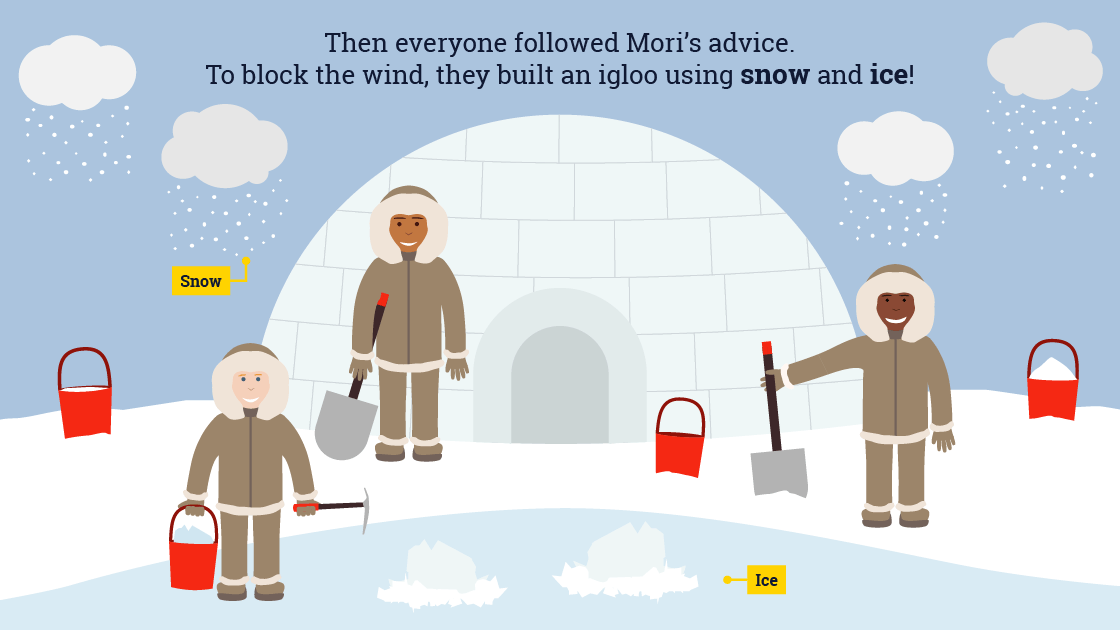 Then everyone followed Mori’s advice.
To block the wind, they built an igloo using snow and ice!
Snow
Ice